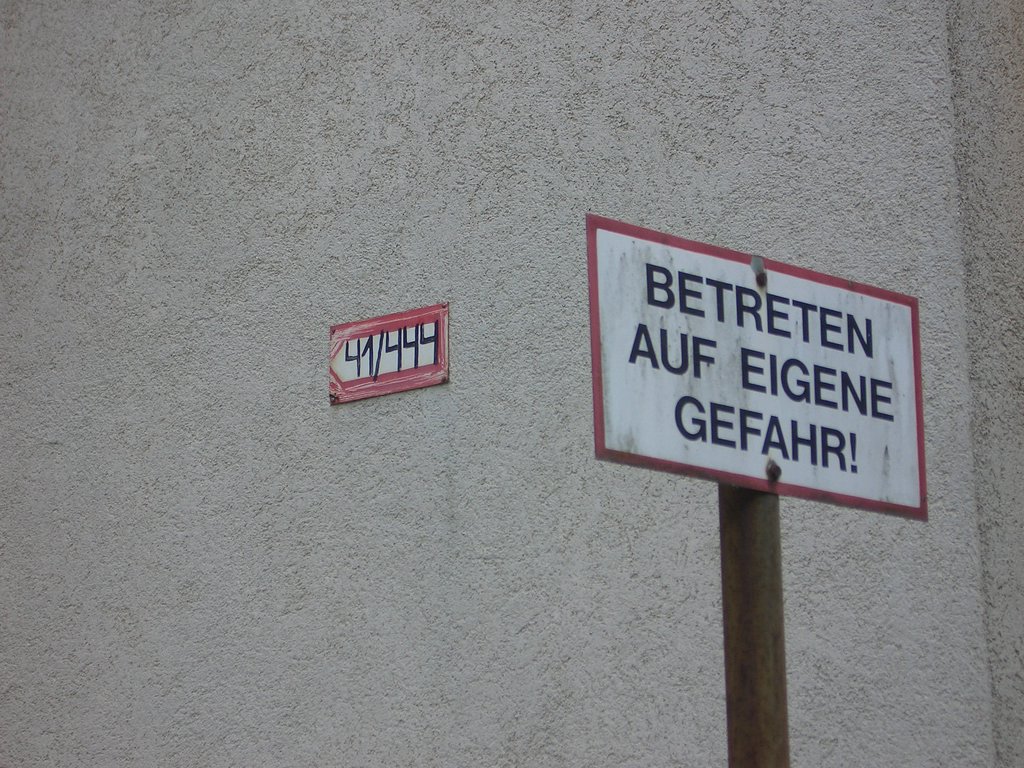 41/444
BETRETEN
AUF EIGENE
GEFAHR!